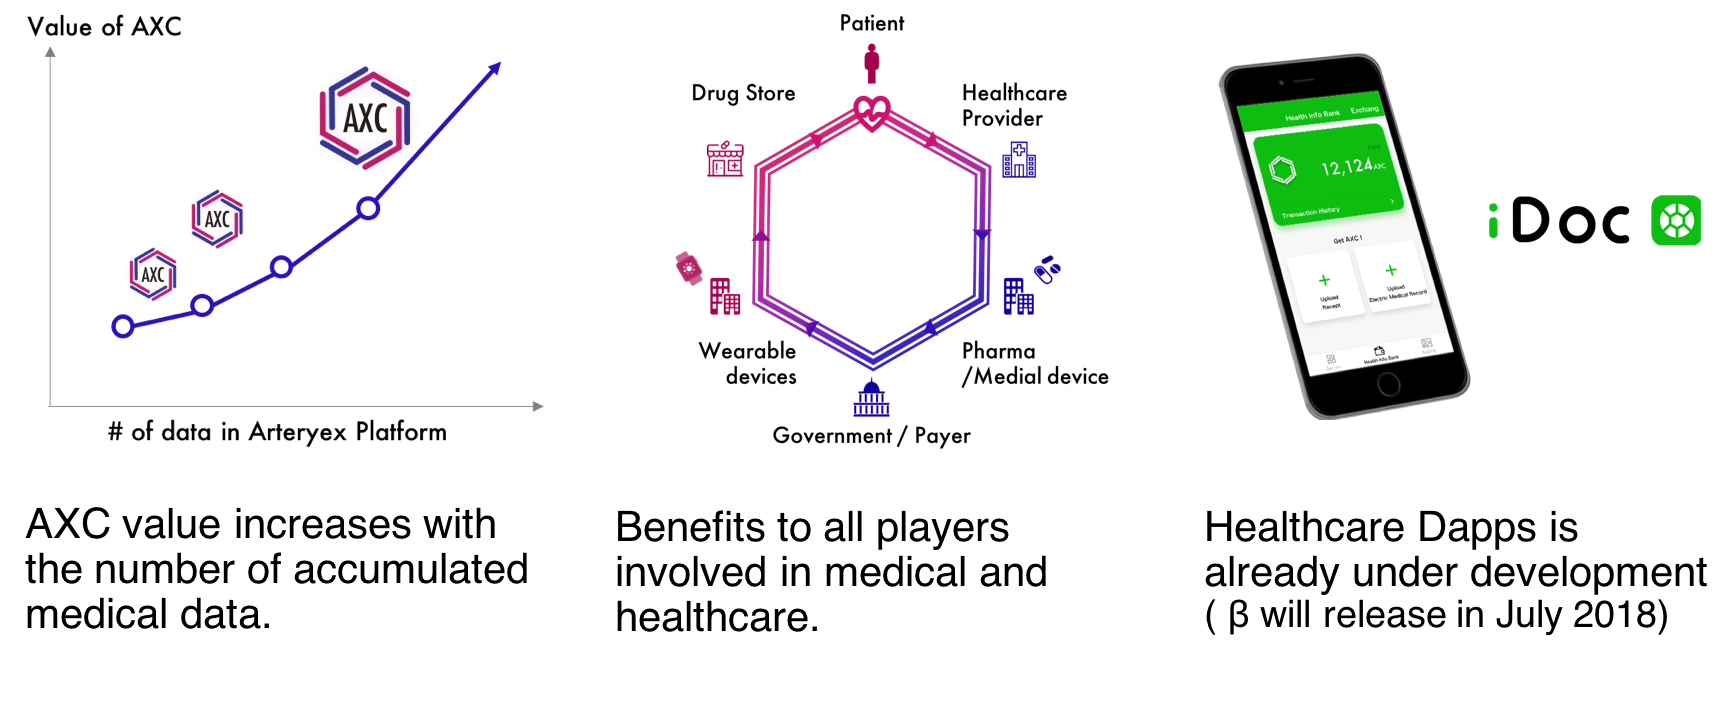 Value of AXC
AXC
AXC
AXC
# of data in Arteryex Platform
AXC value increases with
the number of accumulated
medical data.
Patient
Drug Store
Healthcare
Provider
Wearable
devices
Pharma
/Medial device
Government / Payer
Benefits to all players
involved in medical and
healthcare.
Health Info Bank
Exchang
12,124 AXC
Transaction History
Get AXC !
Upload
Recept
Upload
Electric Medical Record
Health Info Bank
iDoc
Healthcare Dapps is
already under development
( β will release in July 2018)